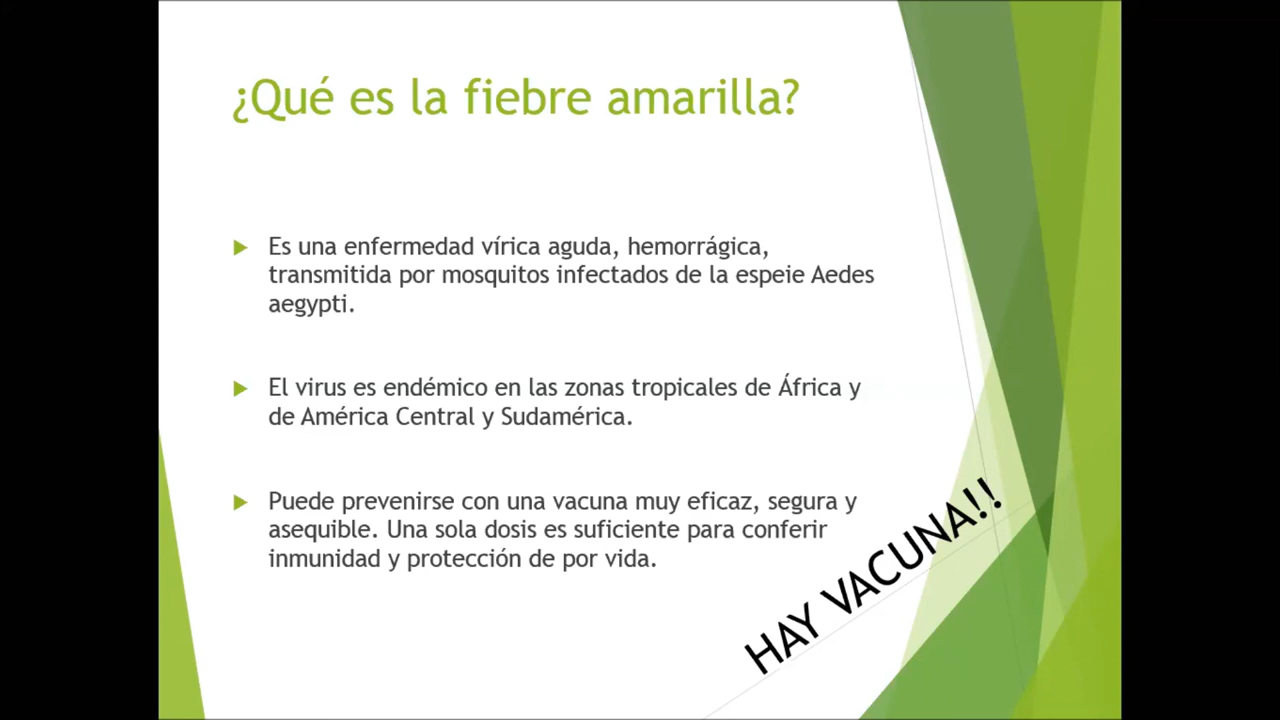 ¿Qué es la fiebre amarilla?
Es una enfermedad vírica aguda, hemorrágica,
transmitida por mosquitos infectados de la espeie Aedes
aegypti.
El virus es endémico en las zonas tropicales de África y
de América Central y Sudamérica.
Puede prevenirse con una vacuna muy eficaz, segura y
asequible. Una sola dosis es suficiente para conferir
inmunidad y protección de por vida.
HAY VACUNA!!